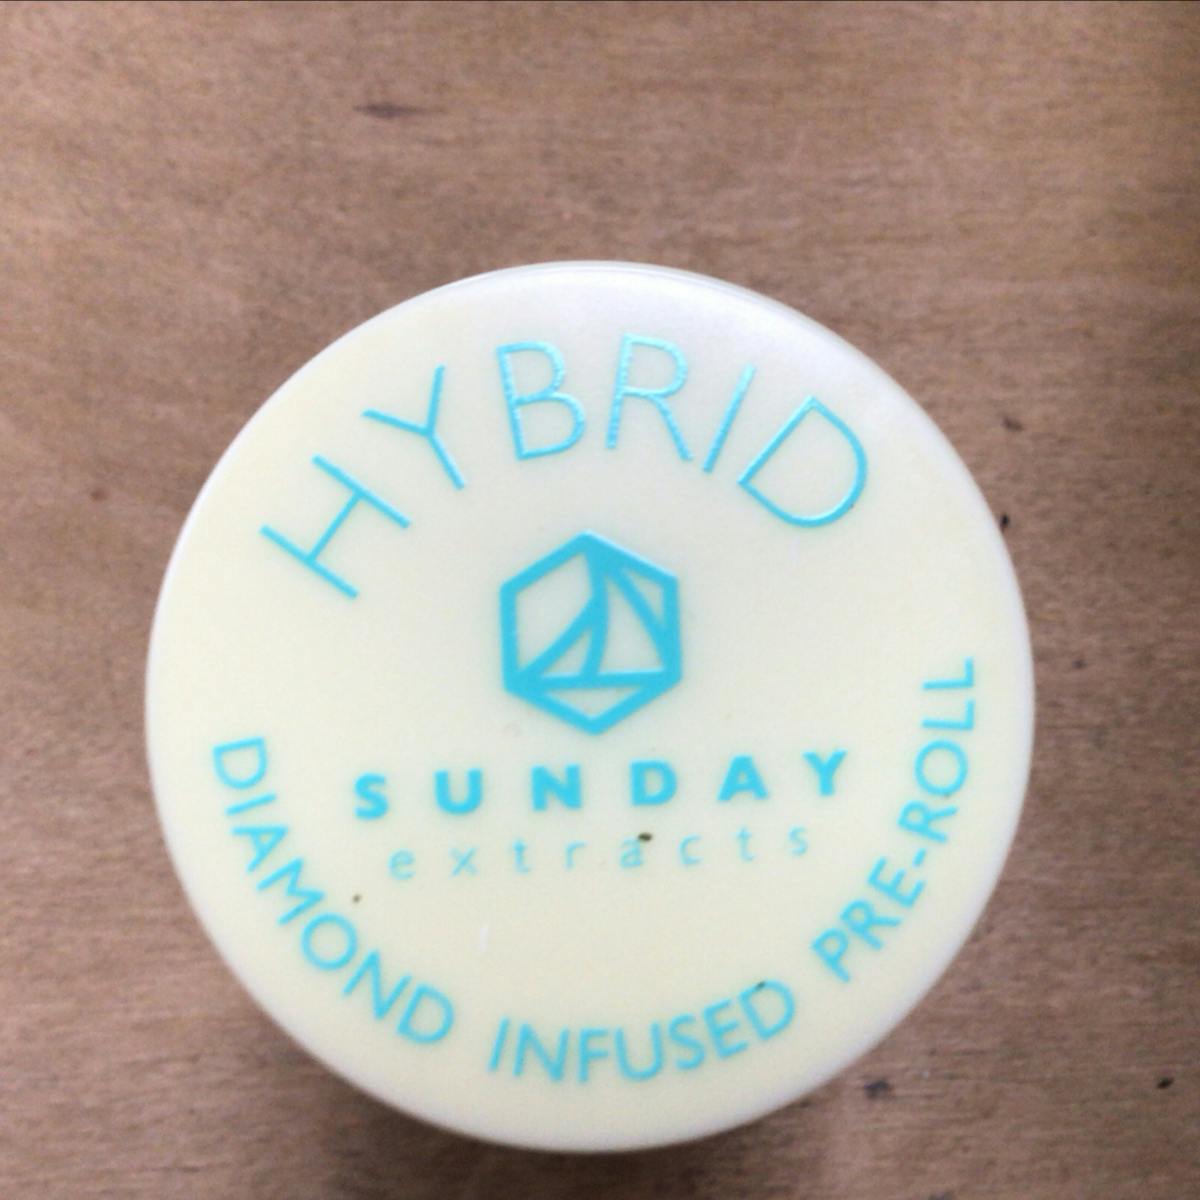 HYBRID
SUNDAY
extracts
DIAMOND INFUSED PRE-ROLL